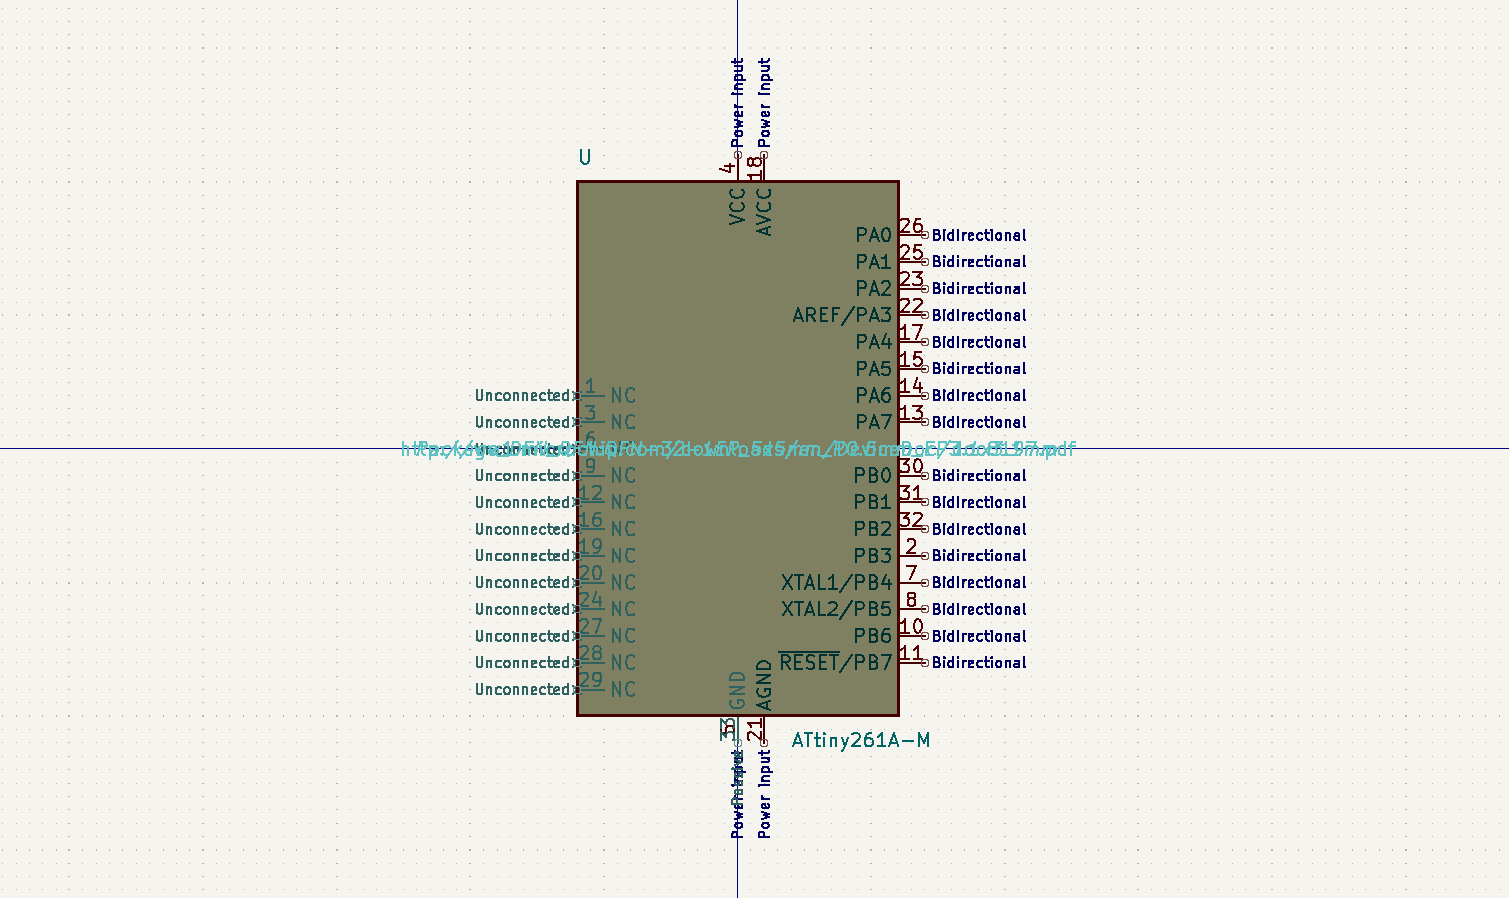 Power Input Power Input
U
4 18
VCC AVCC
PA0 26 Bidirectional
PA1 25 Bidirectional
PA2 23 Bidirectional
AREF/PA3 22 Bidirectional
PA4 17 Bidirectional
PA5 15 Bidirectional
Unconnected 1 NC PA6 14 Bidirectional
Unconnected 3 NC PA7 13 Bidirectional
Unconnected 6
Unconnected 9 NC PB0 30 Bidirectional
Unconnected 12 NC PB1 31 Bidirectional
Unconnected 16 NC PB2 32 Bidirectional
Unconnected 19 NC PB3 2 Bidirectional
Unconnected 20 NC XTAL1/PB4 7 Bidirectional
Unconnected 24 NC XTAL2/PB5 8 Bidirectional
Unconnected 27 NC PB6 10 Bidirectional
Unconnected 28 NC RESET/PB7 11 Bidirectional
Unconnected 29 NC
GND AGND
21
ATtiny261A-M
Power Input Power Input